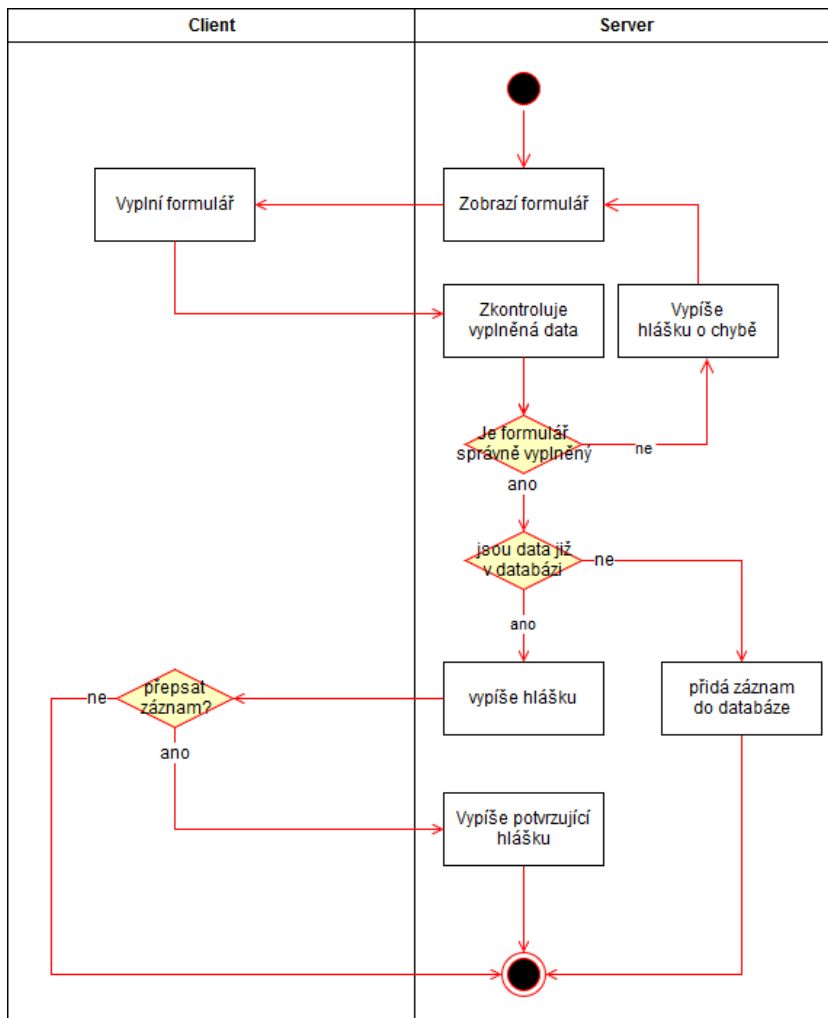 Client
Server
Vyplní formulář
Zobrazí formulář
Zkontroluje
vyplněná data
Vypíše
hlášku o chybě
Je formulář
správně vyplněný
ne
ano
jsou data již
v databázi
ne
ano
ne
přepsat
záznam?
vypíše hlášku
přidá záznam
do databáze
ano
Vypíše potvrzující
hlášku